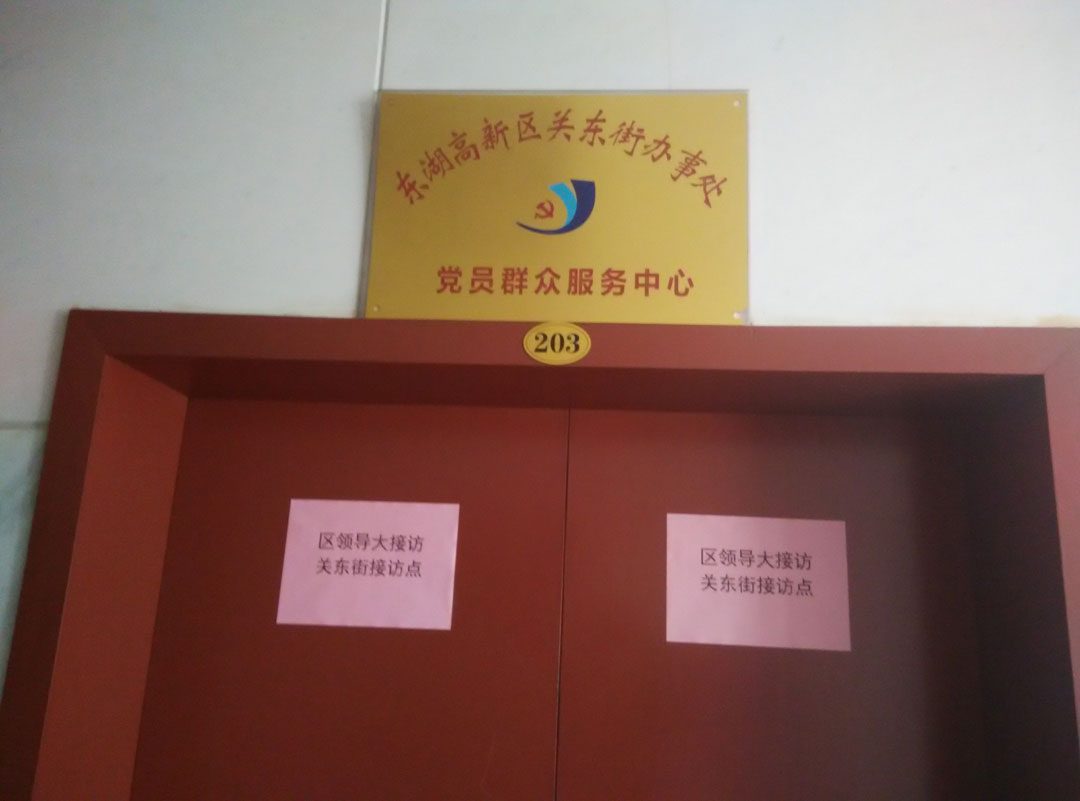 东湖高新区关东街办事处
党员群众服务中心
203
区领导大接访
关东街接访点
区领导大接访
关东街接访点